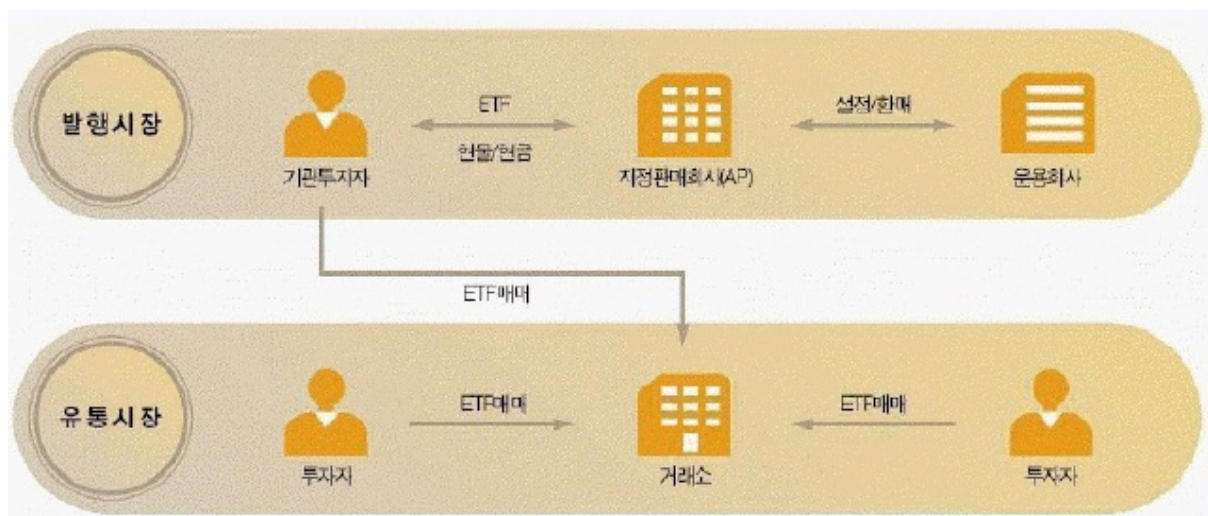 발행시장
ETF
현물/현금
설정/환매
기관투자자
지정판매회사(AP)
운용회사
ETF매매
유통시장
ETF매매
ETF매매
투자자
거래소
투자자